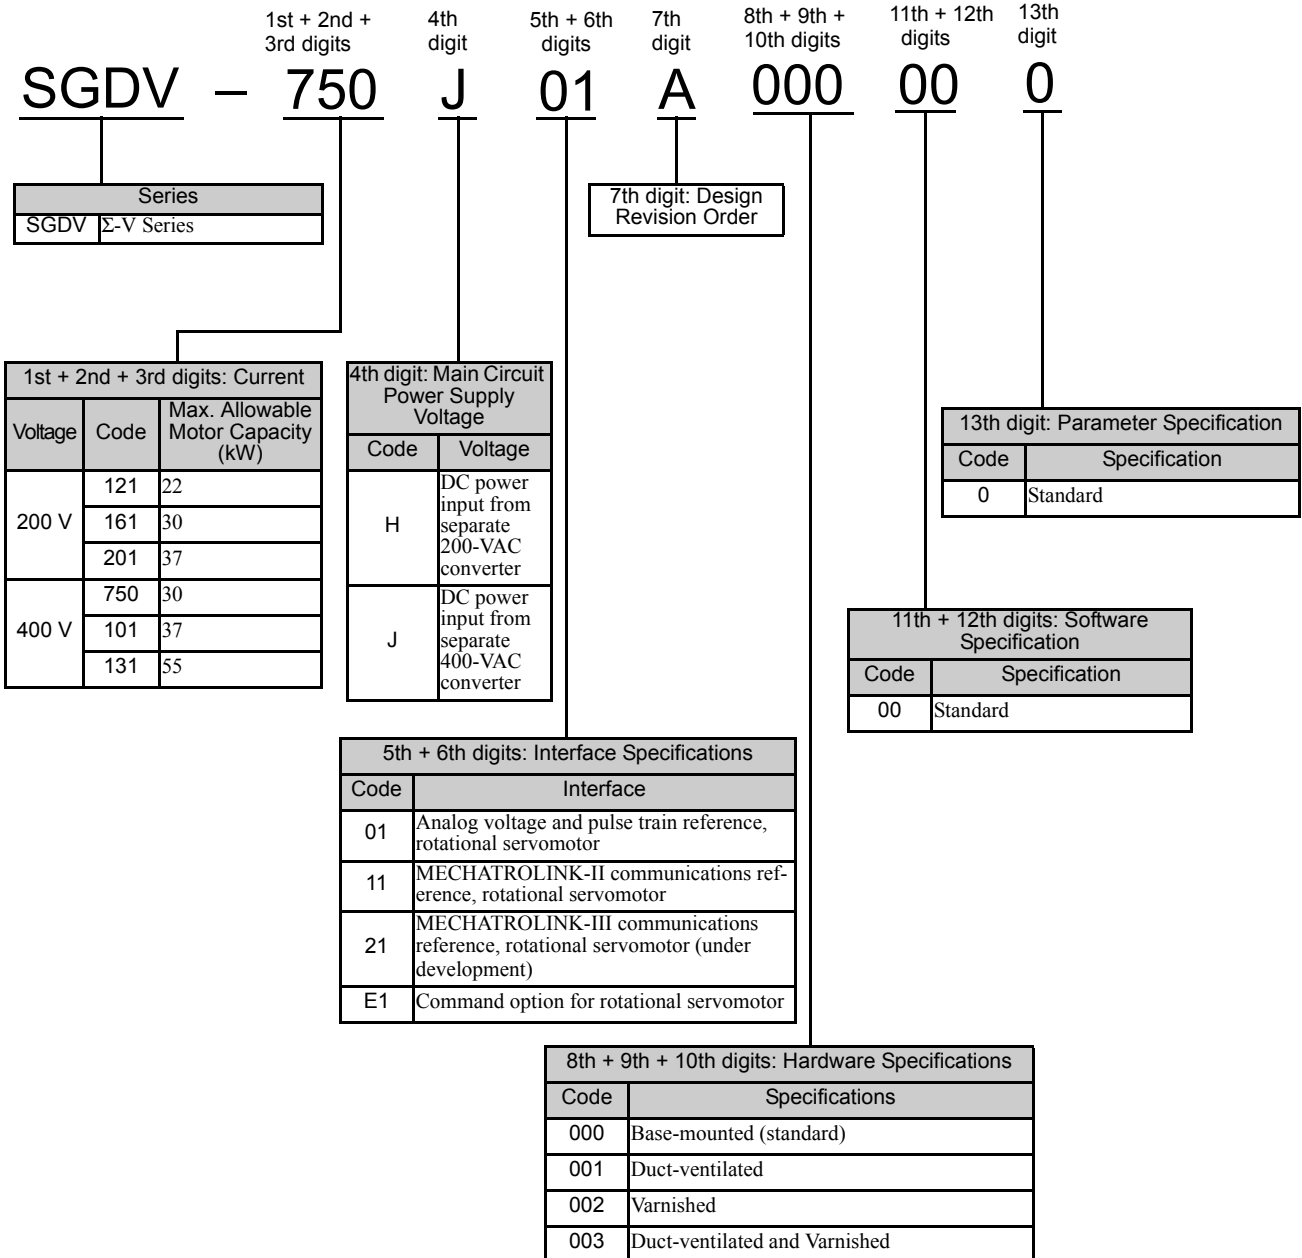 1st + 2nd +
3rd digits
4th
digit
5th + 6th
digits
7th
digit
8th + 9th +
10th digits
11th + 12th
digits
13th
digit
SGDV – 750 J 01 A 000 00 0
Series
SGDV Σ-V Series
7th digit: Design
Revision Order
1st + 2nd + 3rd digits: Current
Voltage Code Max. Allowable
Motor Capacity
(kW)
200 V
121 22
161 30
201 37
400 V
750 30
101 37
131 55
4th digit: Main Circuit
Power Supply
Voltage
Code Voltage
H
DC power
input from
separate
200-VAC
converter
J
DC power
input from
separate
400-VAC
converter
13th digit: Parameter Specification
Code Specification
0 Standard
11th + 12th digits: Software
Specification
Code Specification
00 Standard
5th + 6th digits: Interface Specifications
Code Interface
01 Analog voltage and pulse train reference,
rotational servomotor
11 MECHATROLINK-II communications ref-
erence, rotational servomotor
21 MECHATROLINK-III communications
reference, rotational servomotor (under
development)
E1 Command option for rotational servomotor
8th + 9th + 10th digits: Hardware Specifications
Code Specifications
000 Base-mounted (standard)
001 Duct-ventilated
002 Varnished
003 Duct-ventilated and Varnished